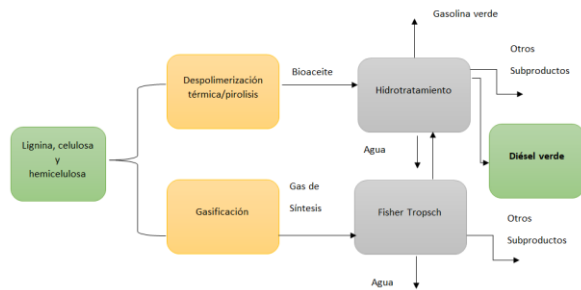 Gasolina verde
Otros
Subproductos
Despolimerización
térmica/pirolisis
Bioaceite
Hidrotratamiento
Lignina, celulosa
y
hemicelulosa
Agua
Diésel verde
Gas de
Síntesis
Gasificación
Fisher Tropsch
Otros
Subproductos
Agua